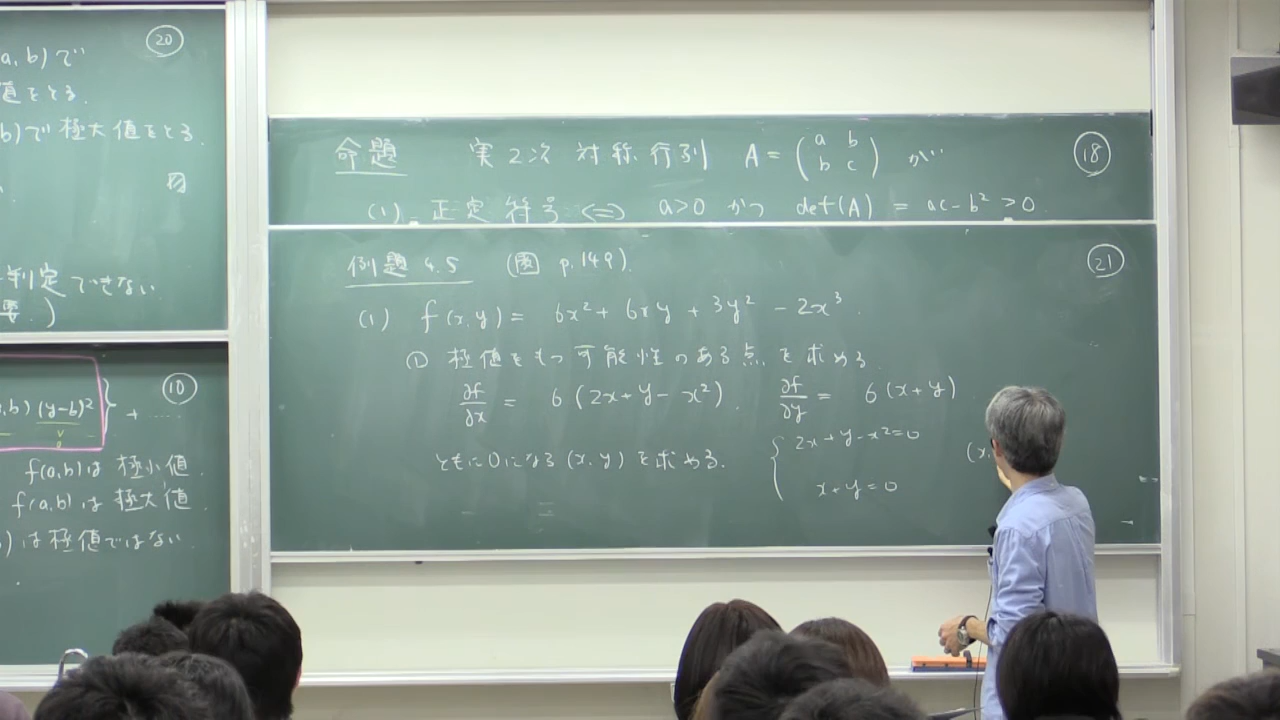 ⑳
a, b) で
値をとる.
b) で極大値をとる.
判定できない
要.)
⑲
b) (y-b)² } + ……
f(a,b)は 極小値.
f(a,b)は 極大値.
) は極値ではない
命題 実2次対称行列 A = (a b b c) が
⑱
(1) 正定符号 ⇔ a>0 かつ det(A) = ac-b² >0
例題 4.5 (圏 p.149).
㉑
(1) f(x,y) = 6x² + 6xy + 3y² - 2x³.
① 極値をもつ可能性のある点を求める.
∂f/∂x = 6(2x+y-x²). ∂f/∂y = 6(x+y)
ともに0になる (x,y) を求める. { 2x+y-x²=0
x+y=0
(x,